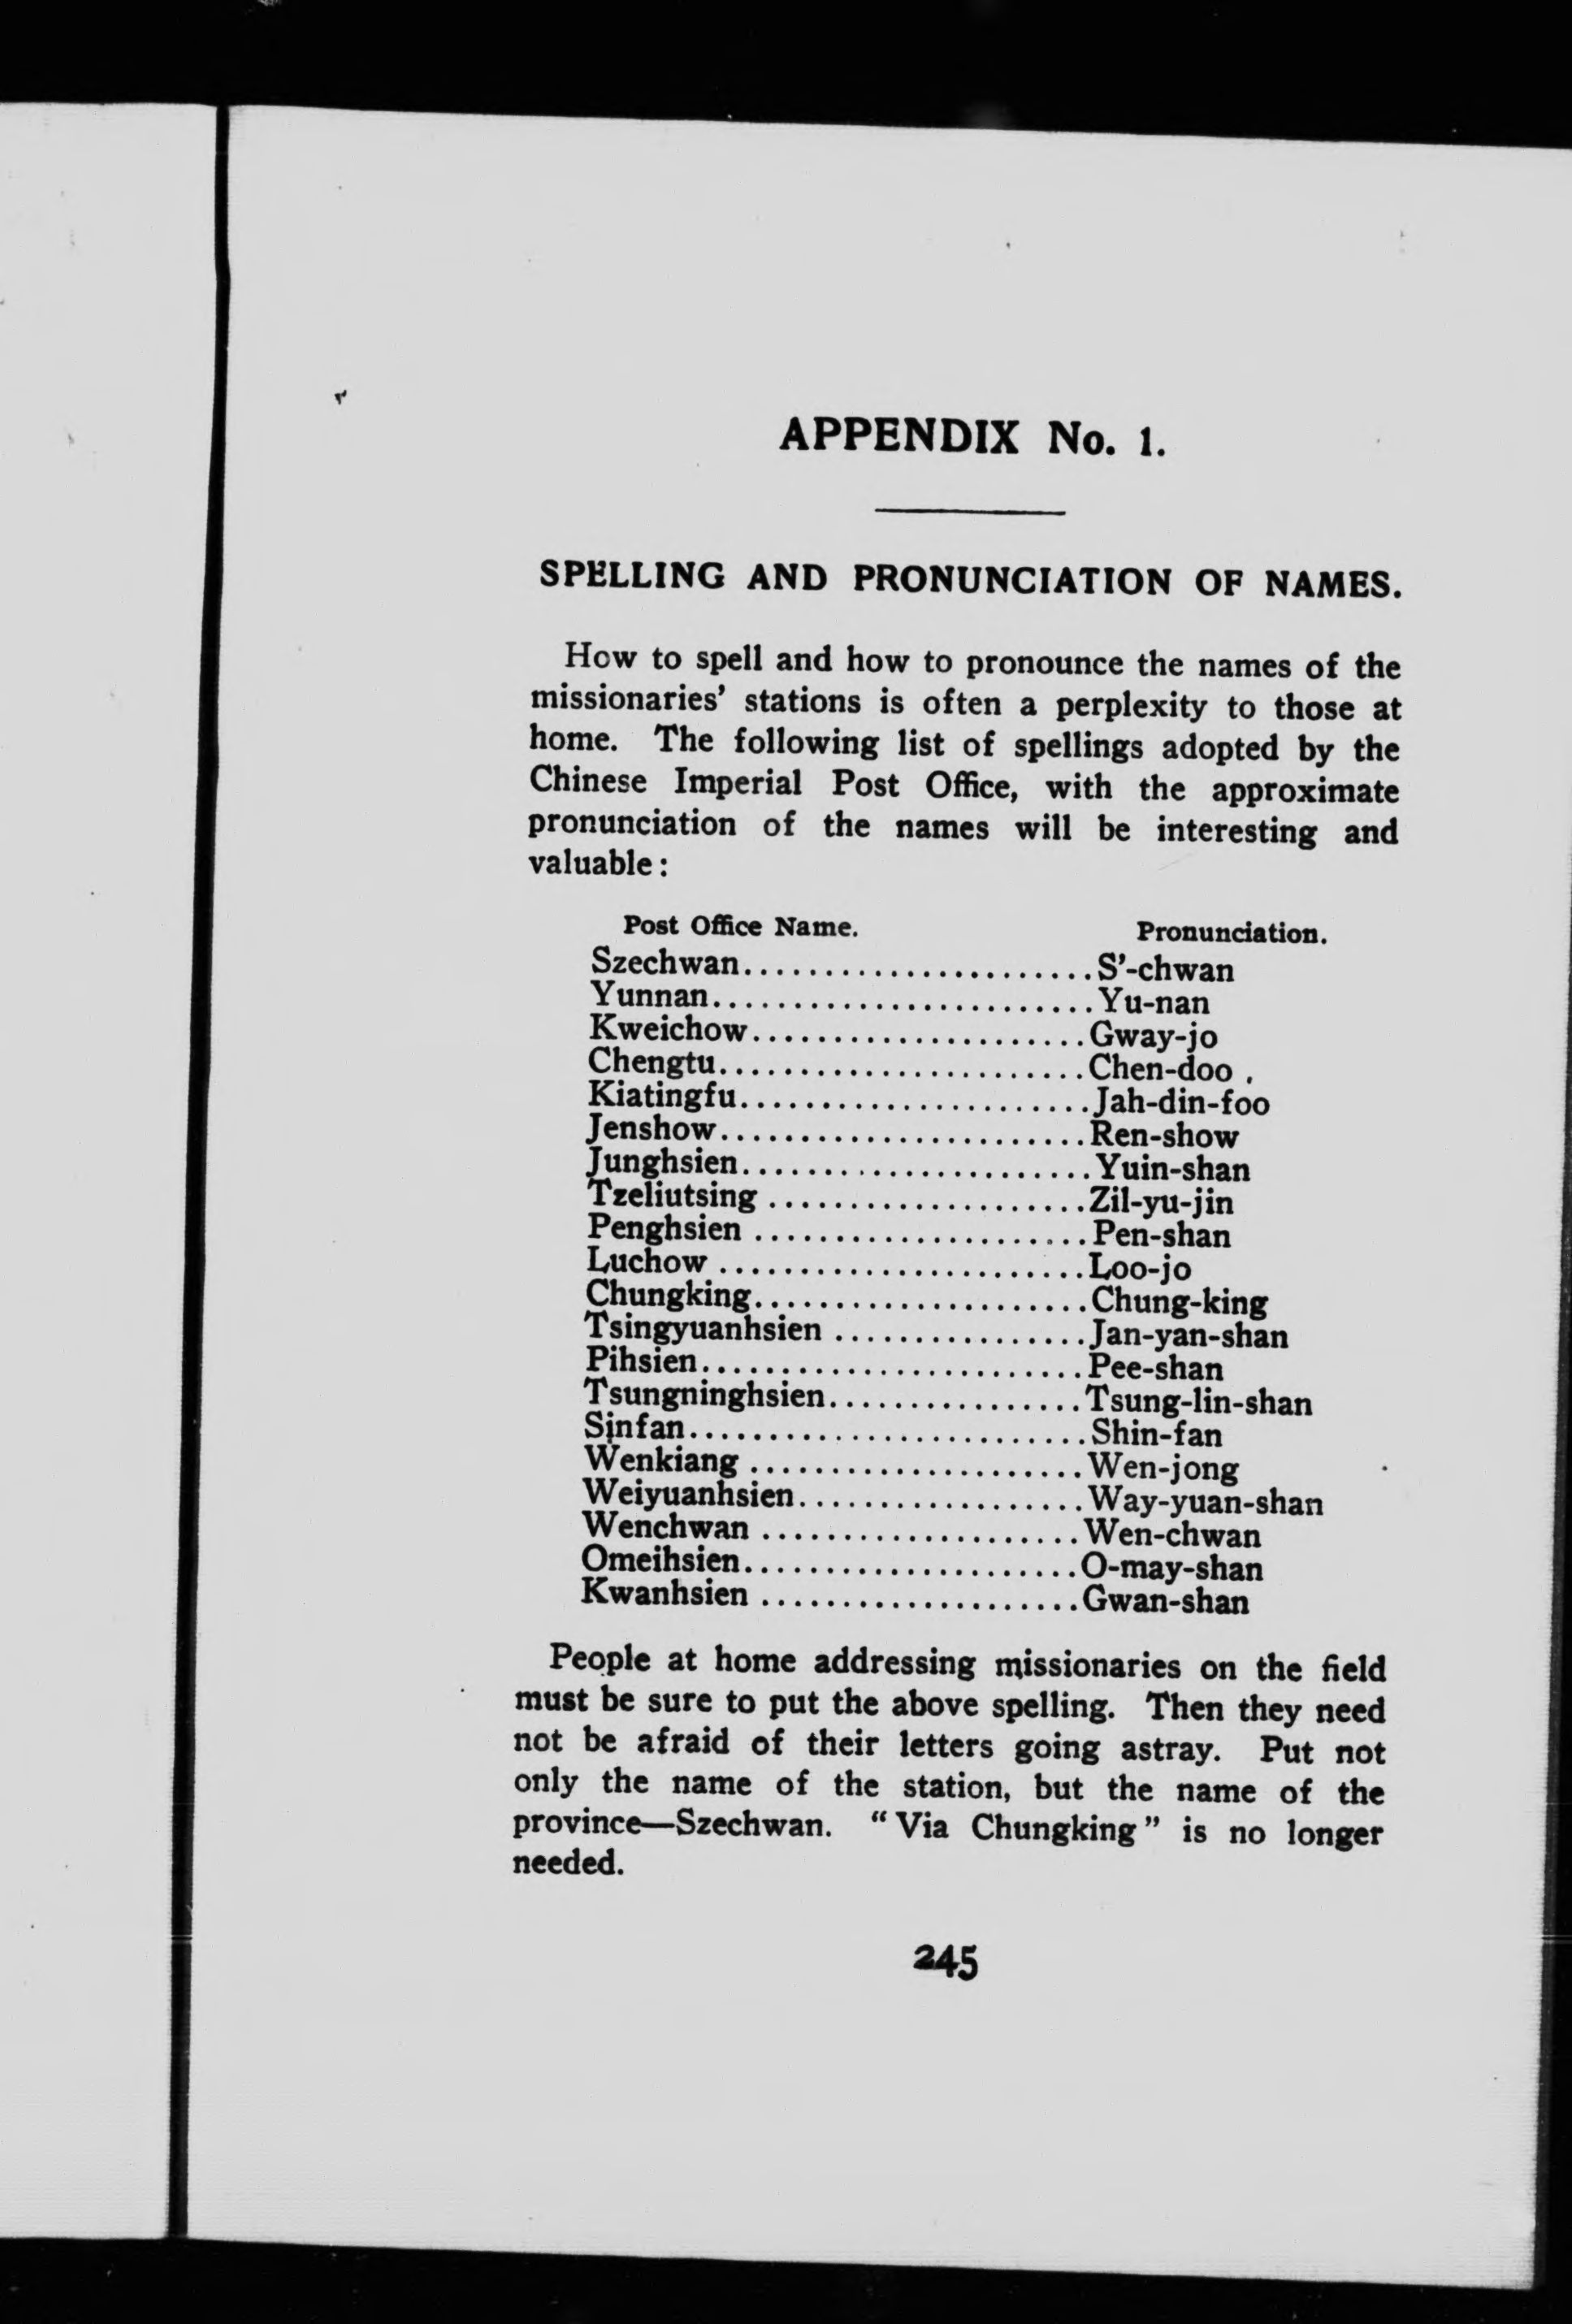 APPENDIX No. 1.
SPELLING AND PRONUNCIATION OF NAMES.
How to spell and how to pronounce the names of the
missionaries' stations is often a perplexity to those at
home. The following list of spellings adopted by the
Chinese Imperial Post Office, with the approximate
pronunciation of the names will be interesting and
valuable:
Post Office Name. Pronunciation.
Szechwan......................S'-chwan
Yunnan........................Yu-nan
Kweichow.....................Gway-jo
Chengtu.......................Chen-doo
Kiatingfu......................Jah-din-foo
Jenshow.......................Ren-show
Junghsien......................Yuin-shan
Tzeliutsing ....................Zil-yu-jin
Penghsien .....................Pen-shan
Luchow .......................Loo-jo
Chungking.....................Chung-king
Tsingyuanhsien ................Jan-yan-shan
Pihsien........................Pee-shan
Tsungninghsien................Tsung-lin-shan
Sinfan.........................Shin-fan
Wenkiang .....................Wen-jong
Weiyuanhsien..................Way-yuan-shan
Wenchwan ....................Wen-chwan
Omeihsien.....................O-may-shan
Kwanhsien ....................Gwan-shan
People at home addressing missionaries on the field
must be sure to put the above spelling. Then they need
not be afraid of their letters going astray. Put not
only the name of the station, but the name of the
province—Szechwan. “Via Chungking” is no longer
needed.
245